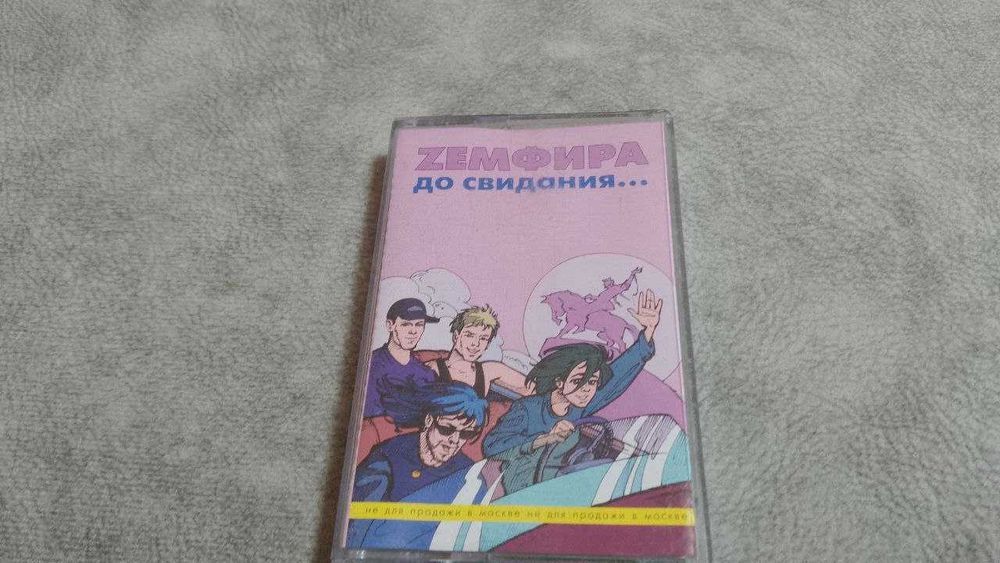 ZЕМФИРА
до свидания...
не для продажи в москве не для продажи в москве